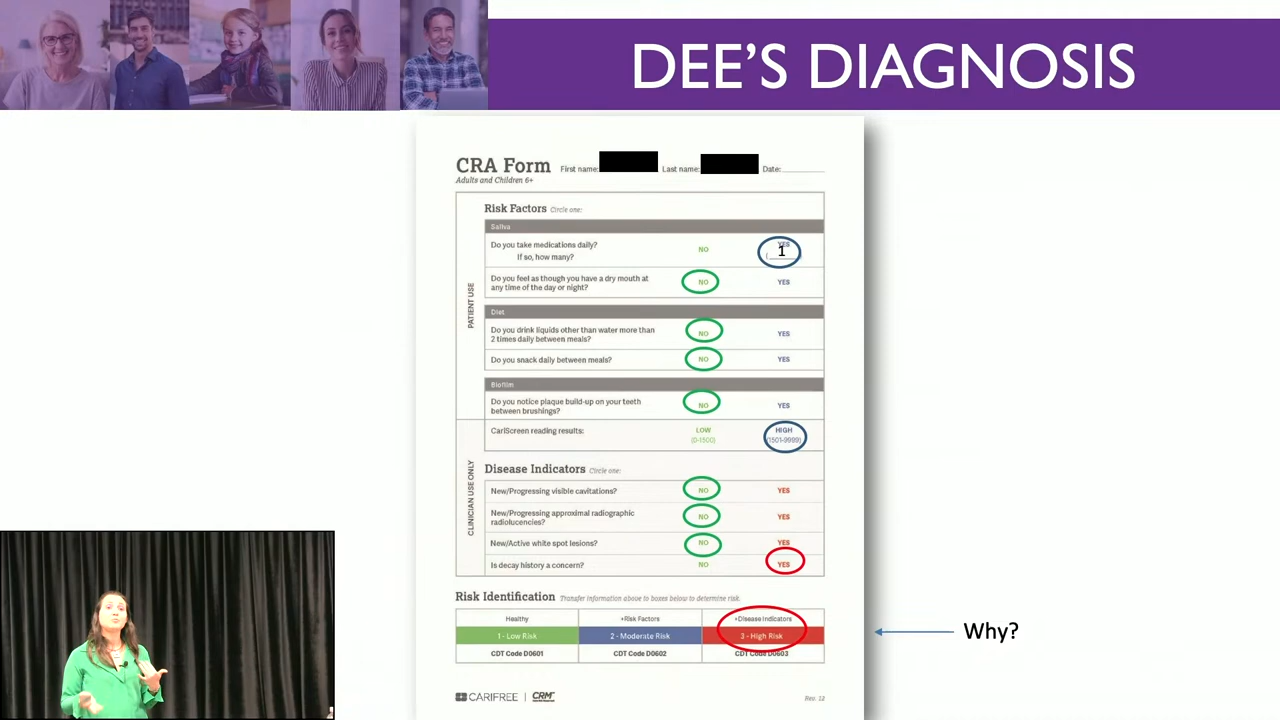 DEE'S DIAGNOSIS
CRA Form
Adults and Children 6+
First name: Last name: Date:
Risk Factors Circle one:
Saliva
Do you take medications daily? NO YES
If so, how many? ( 1 )
Do you feel as though you have a dry mouth at
any time of the day or night? NO YES
Diet
Do you drink liquids other than water more than
2 times daily between meals? NO YES
Do you snack daily between meals? NO YES
Biofilm
Do you notice plaque build-up on your teeth
between brushings? NO YES
PATIENT USE
CariScreen reading results: LOW HIGH
(0-1500) (1501-9999)
Disease Indicators Circle one:
New/Progressing visible cavitations? NO YES
New/Progressing approximal radiographic
radiolucencies? NO YES
New/Active white spot lesions? NO YES
Is decay history a concern? NO YES
CLINICIAN USE ONLY
Risk Identification Transfer information above to boxes below to determine risk.
Healthy +Risk Factors +Disease Indicators
1 - Low Risk 2 - Moderate Risk 3 - High Risk
CDT Code D0601 CDT Code D0602 CDT Code D0603
Why?
CARIFREE | CRM
Rev. 12